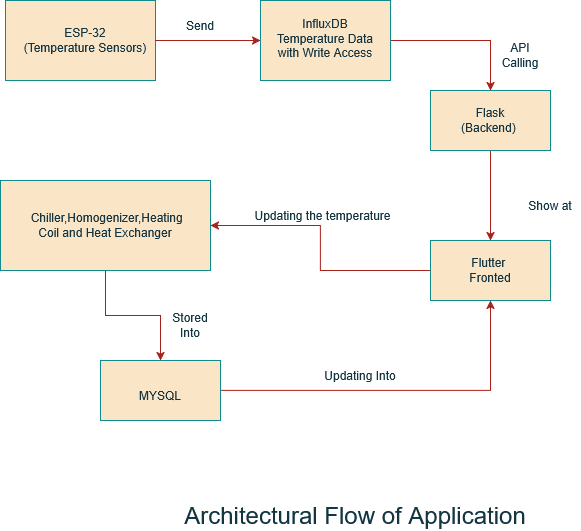 ESP-32
(Temperature Sensors)
Send
InfluxDB
Temperature Data
with Write Access
API
Calling
Flask
(Backend)
Show at
Chiller,Homogenizer,Heating
Coil and Heat Exchanger
Updating the temperature
Flutter
Fronted
Stored
Into
MYSQL
Updating Into
Architectural Flow of Application